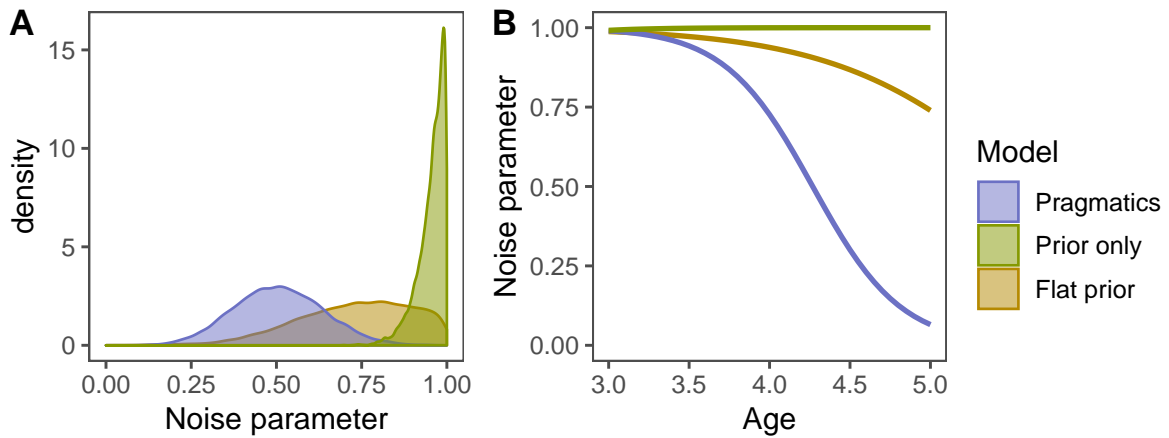 A
density
15
10
5
0
0.00 0.25 0.50 0.75 1.00
Noise parameter
B
Noise parameter
1.00
0.75
0.50
0.25
0.00
3.0 3.5 4.0 4.5 5.0
Age
Model
Pragmatics
Prior only
Flat prior